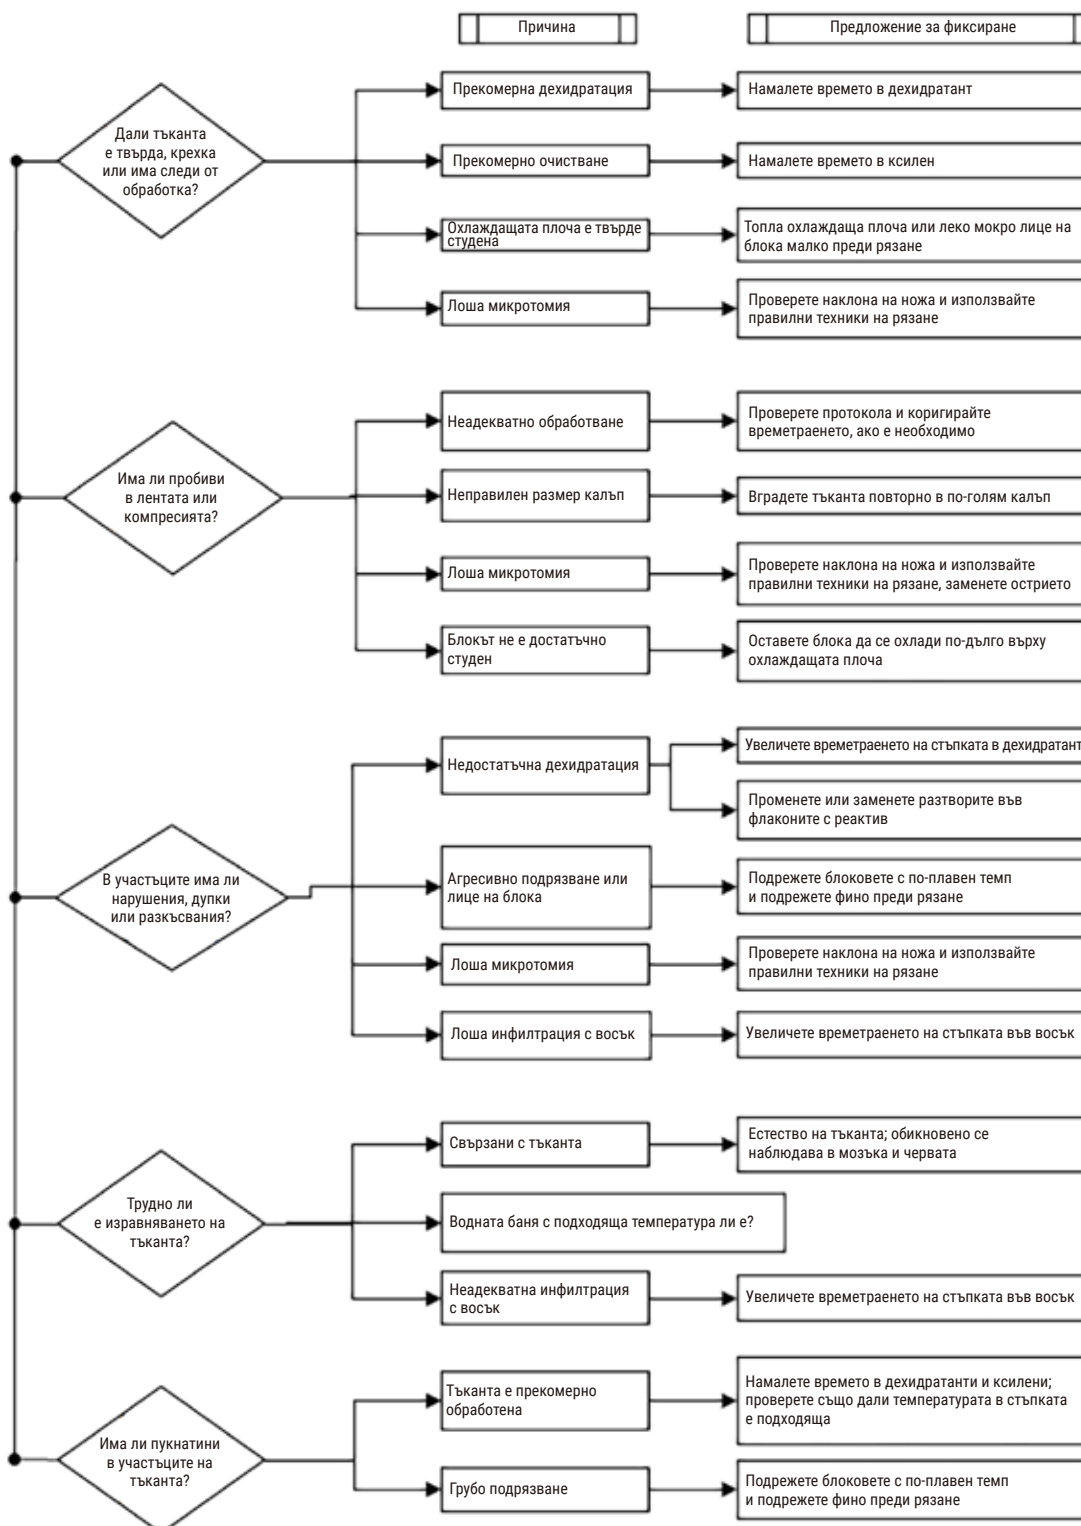 Причина
Предложение за фиксиране
Дали тъканта
е твърда, крехка
или има следи от
обработка?
Прекомерна дехидратация
Намалете времето в дехидратант
Прекомерно очистване
Намалете времето в ксилен
Охлаждащата плоча е твърде
студена
Топла охлаждаща плоча или леко мокро лице на
блока малко преди рязане
Лоша микротомия
Проверете наклона на ножа и използвайте
правилни техники на рязане
Има ли пробиви
в лентата или
компресията?
Неадекватно обработване
Проверете протокола и коригирайте
времетраенето, ако е необходимо
Неправилен размер калъп
Вградете тъканта повторно в по-голям калъп
Лоша микротомия
Проверете наклона на ножа и използвайте
правилни техники на рязане, заменете острието
Блокът не е достатъчно
студен
Оставете блока да се охлади по-дълго върху
охлаждащата плоча
В участъците има ли
нарушения, дупки
или разкъсвания?
Недостатъчна дехидратация
Увеличете времетраенето на стъпката в дехидратант
Променете или заменете разтворите във
флаконите с реактив
Агресивно подрязване или
лице на блока
Подрежете блоковете с по-плавен темп
и подрежете фино преди рязане
Лоша микротомия
Проверете наклона на ножа и използвайте
правилни техники на рязане
Лоша инфилтрация с восък
Увеличете времетраенето на стъпката във восък
Трудно ли
е изравняването на
тъканта?
Свързани с тъканта
Естество на тъканта; обикновено се
наблюдава в мозъка и червата
Водната баня с подходяща температура ли е?
Неадекватна инфилтрация
с восък
Увеличете времетраенето на стъпката във восък
Има ли пукнатини
в участъците на
тъканта?
Тъканта е прекомерно
обработена
Намалете времето в дехидратанти и ксилени;
проверете също дали температурата в стъпката
е подходяща
Грубо подрязване
Подрежете блоковете с по-плавен темп
и подрежете фино преди рязане